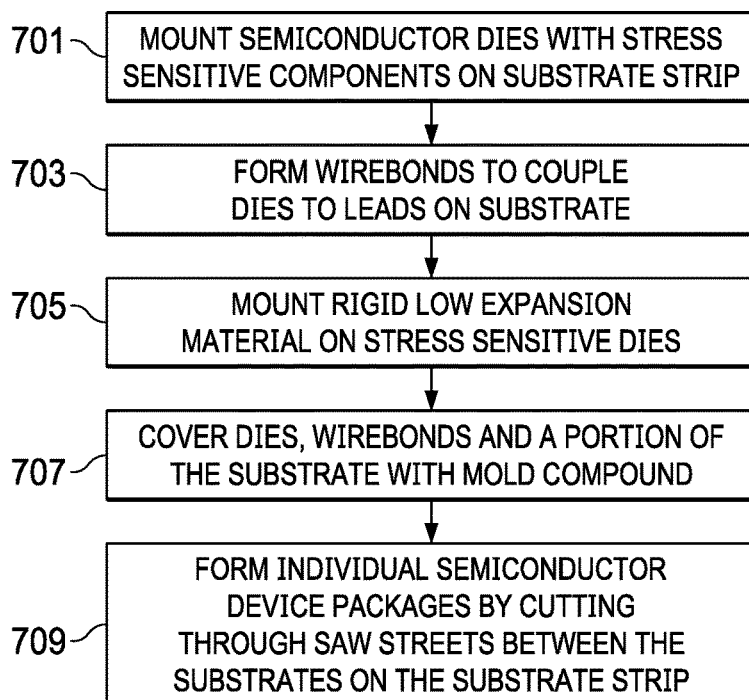 701
MOUNT SEMICONDUCTOR DIES WITH STRESS
SENSITIVE COMPONENTS ON SUBSTRATE STRIP
703
FORM WIREBONDS TO COUPLE
DIES TO LEADS ON SUBSTRATE
705
MOUNT RIGID LOW EXPANSION
MATERIAL ON STRESS SENSITIVE DIES
707
COVER DIES, WIREBONDS AND A PORTION OF
THE SUBSTRATE WITH MOLD COMPOUND
709
FORM INDIVIDUAL SEMICONDUCTOR
DEVICE PACKAGES BY CUTTING
THROUGH SAW STREETS BETWEEN THE
SUBSTRATES ON THE SUBSTRATE STRIP